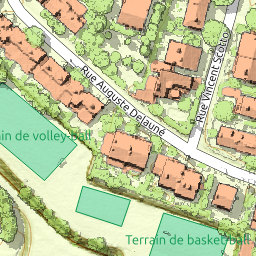 Rue Auguste Delaune
Rue Vincent Scotto
in de volley-ball
Terrain de basket-ball